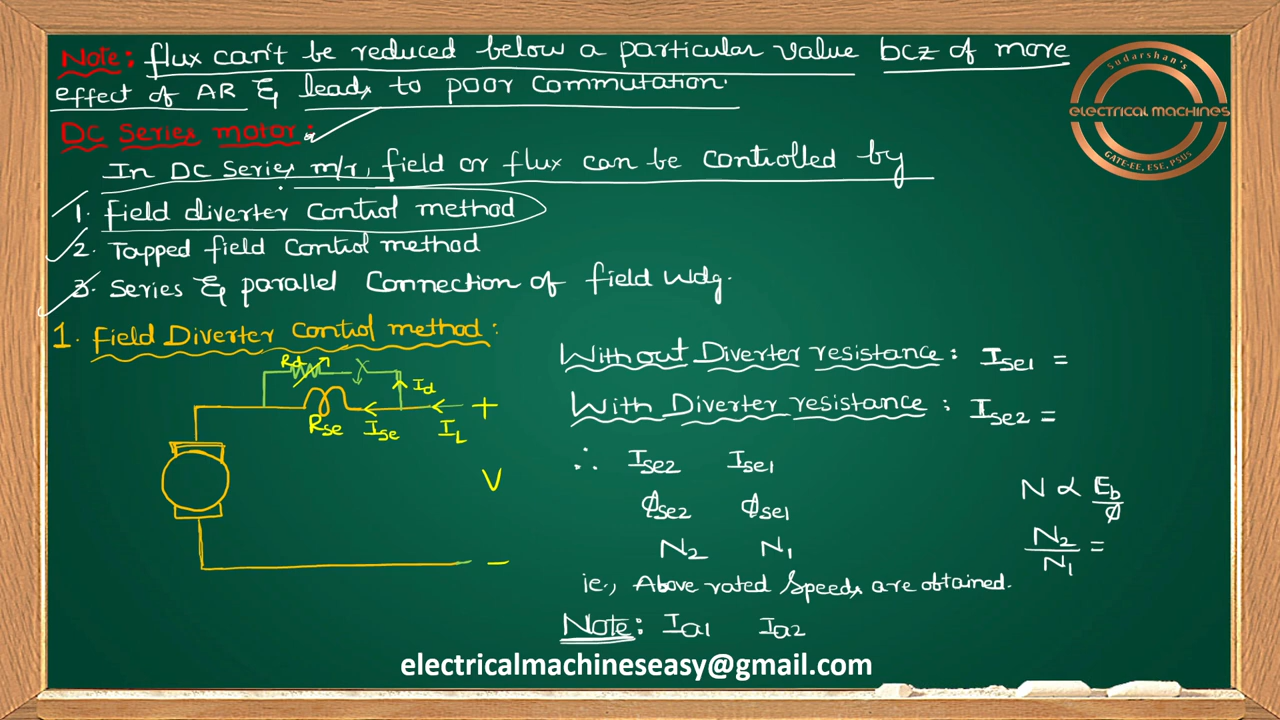 Note: flux can't be reduced below a particular value bcz of more
effect of AR & leads to poor commutation.
DC Series motor:
In DC Series m/r, field or flux can be controlled by
1. Field diverter control method
2. Tapped field control method
3. Series & parallel Connection of field wdg.
1. Field Diverter control method:
Rd
Id
Rse Ise IL +
V
−
Without Diverter resistance: Ise1 =
With Diverter resistance: Ise2 =
∴ Ise2 Ise1
φse2 φse1
N2 N1
ie., Above rated Speeds are obtained.
Note: Ia1 Ia2
N ∝ Eb/φ
N2/N1 =
Sudarshan's
eLectricaL machines
GATE-EE, ESE, PSUS
electricalmachineseasy@gmail.com